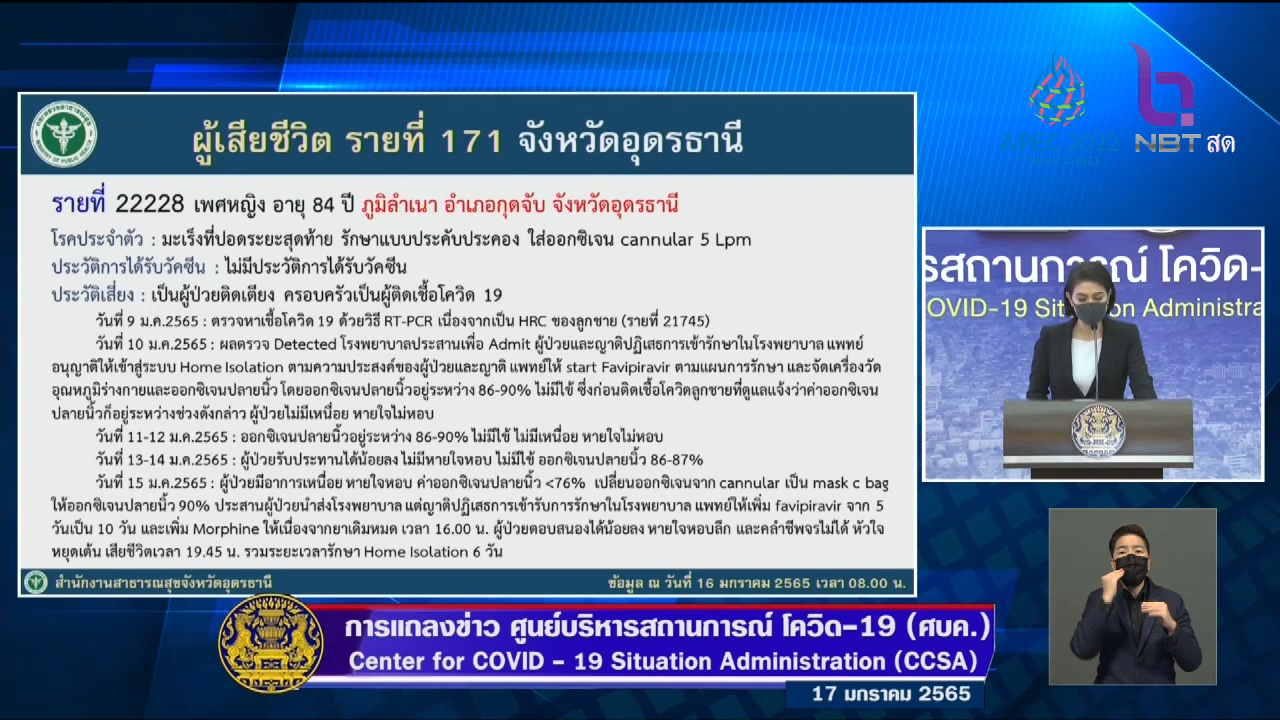 APEC 2022
THAILAND
NBT สด
กระทรวงสาธารณสุข
MINISTRY OF PUBLIC HEALTH
ผู้เสียชีวิต รายที่ 171 จังหวัดอุดรธานี
รายที่ 22228 เพศหญิง อายุ 84 ปี ภูมิลำเนา อำเภอกุดจับ จังหวัดอุดรธานี
โรคประจำตัว : มะเร็งที่ปอดระยะสุดท้าย รักษาแบบประคับประคอง ใส่ออกซิเจน cannular 5 Lpm
ประวัติการได้รับวัคซีน : ไม่มีประวัติการได้รับวัคซีน
ประวัติเสี่ยง : เป็นผู้ป่วยติดเตียง ครอบครัวเป็นผู้ติดเชื้อโควิด 19
วันที่ 9 ม.ค.2565 : ตรวจหาเชื้อโควิด 19 ด้วยวิธี RT-PCR เนื่องจากเป็น HRC ของลูกชาย (รายที่ 21745)
วันที่ 10 ม.ค.2565 : ผลตรวจ Detected โรงพยาบาลประสานเพื่อ Admit ผู้ป่วยและญาติปฏิเสธการเข้ารักษาในโรงพยาบาล แพทย์
อนุญาติให้เข้าสู่ระบบ Home Isolation ตามความประสงค์ของผู้ป่วยและญาติ แพทย์ให้ start Favipiravir ตามแผนการรักษา และจัดเครื่องวัด
อุณหภูมิร่างกายและออกซิเจนปลายนิ้ว โดยออกซิเจนปลายนิ้วอยู่ระหว่าง 86-90% ไม่มีไข้ ซึ่งก่อนติดเชื้อโควิดลูกชายที่ดูแลแจ้งว่าค่าออกซิเจน
ปลายนิ้วก็อยู่ระหว่างช่วงดังกล่าว ผู้ป่วยไม่มีเหนื่อย หายใจไม่หอบ
วันที่ 11-12 ม.ค.2565 : ออกซิเจนปลายนิ้วอยู่ระหว่าง 86-90% ไม่มีไข้ ไม่มีเหนื่อย หายใจไม่หอบ
วันที่ 13-14 ม.ค.2565 : ผู้ป่วยรับประทานได้น้อยลง ไม่มีหายใจหอบ ไม่มีไข้ ออกซิเจนปลายนิ้ว 86-87%
วันที่ 15 ม.ค.2565 : ผู้ป่วยมีอาการเหนื่อย หายใจหอบ ค่าออกซิเจนปลายนิ้ว <76% เปลี่ยนออกซิเจนจาก cannular เป็น mask c bag
ให้ออกซิเจนปลายนิ้ว 90% ประสานผู้ป่วยนำส่งโรงพยาบาล แต่ญาติปฏิเสธการเข้ารับการรักษาในโรงพยาบาล แพทย์ให้เพิ่ม favipiravir จาก 5
วันเป็น 10 วัน และเพิ่ม Morphine ให้เนื่องจากยาเดิมหมด เวลา 16.00 น. ผู้ป่วยตอบสนองได้น้อยลง หายใจหอบลึก และคลำชีพจรไม่ได้ หัวใจ
หยุดเต้น เสียชีวิตเวลา 19.45 น. รวมระยะเวลารักษา Home Isolation 6 วัน
สำนักงานสาธารณสุขจังหวัดอุดรธานี
ข้อมูล ณ วันที่ 16 มกราคม 2565 เวลา 08.00 น.
รสถานการณ์ โควิด-
OVID-19 Situation Administra
การแถลงข่าว ศูนย์บริหารสถานการณ์ โควิด-19 (ศบค.)
Center for COVID – 19 Situation Administration (CCSA)
17 มกราคม 2565